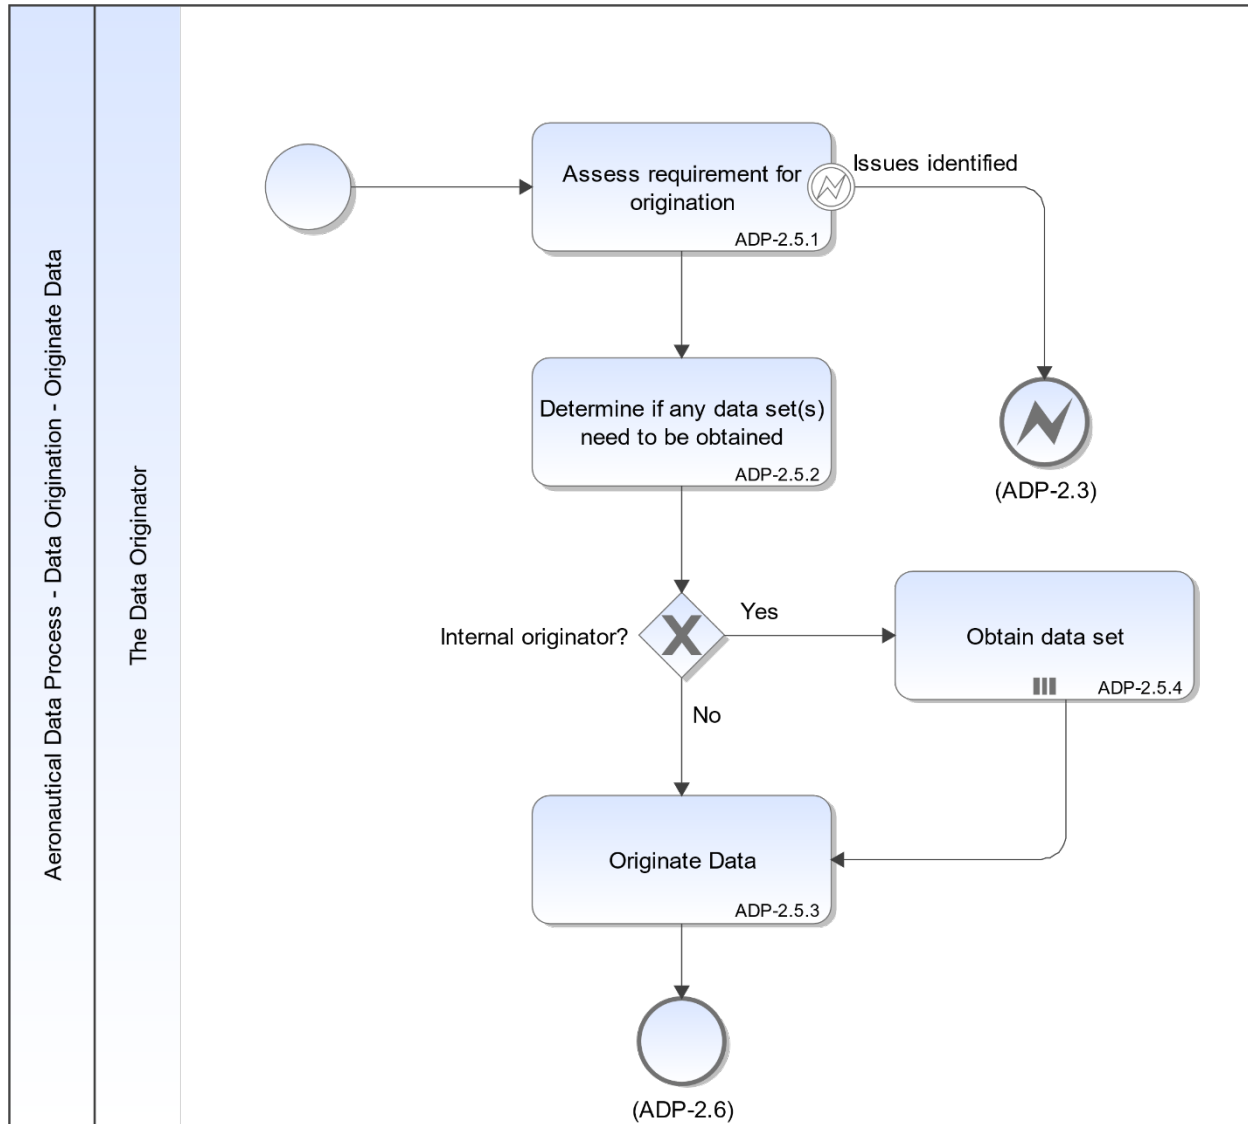 Aeronautical Data Process - Data Origination - Originate Data
The Data Originator
Assess requirement for
origination
ADP-2.5.1
Issues identified
(ADP-2.3)
Determine if any data set(s)
need to be obtained
ADP-2.5.2
Internal originator?
Yes
No
Obtain data set
ADP-2.5.4
Originate Data
ADP-2.5.3
(ADP-2.6)